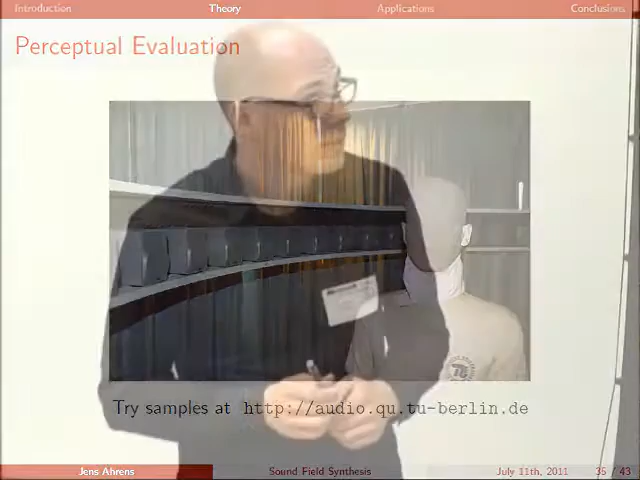 Introduction Theory Applications Conclusions
Perceptual Evaluation
Try samples at http://audio.qu.tu-berlin.de
Jens Ahrens Sound Field Synthesis July 11th, 2011 35 / 43